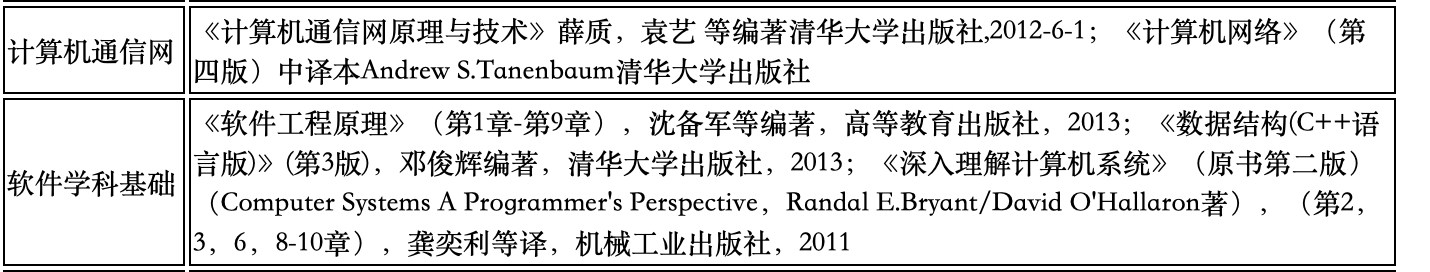 计算机通信网
《计算机通信网原理与技术》薛质，袁艺 等编著清华大学出版社,2012-6-1；《计算机网络》（第
四版）中译本Andrew S.Tanenbaum清华大学出版社
软件学科基础
《软件工程原理》（第1章-第9章），沈备军等编著，高等教育出版社，2013；《数据结构(C++语
言版)》(第3版)，邓俊辉编著，清华大学出版社，2013；《深入理解计算机系统》（原书第二版）
（Computer Systems A Programmer's Perspective，Randal E.Bryant/David O'Hallaron著），（第2，
3，6，8-10章），龚奕利等译，机械工业出版社，2011